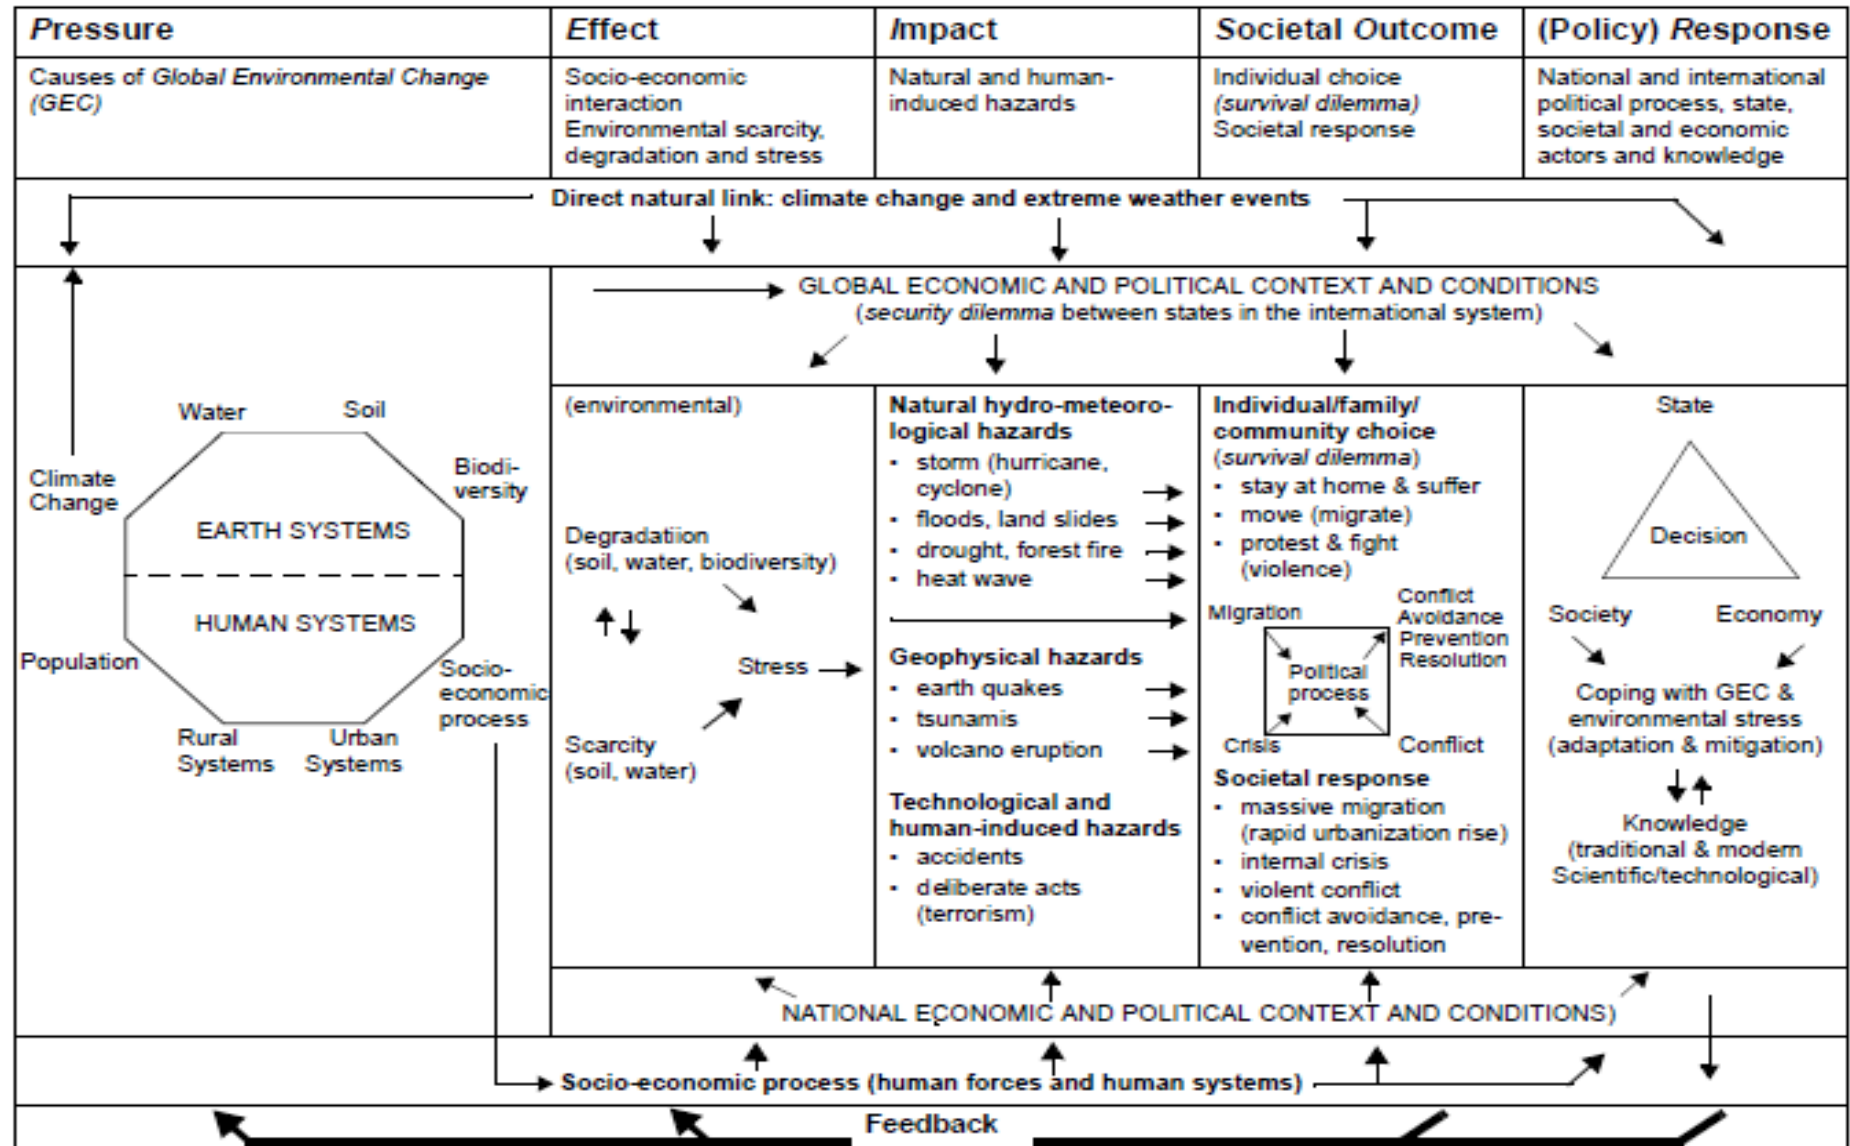 Pressure
Effect
Impact
Societal Outcome
(Policy) Response
Causes of Global Environmental Change
(GEC)
Socio-economic
interaction
Environmental scarcity,
degradation and stress
Natural and human-
induced hazards
Individual choice
(survival dilemma)
Societal response
National and international
political process, state,
societal and economic
actors and knowledge
Direct natural link: climate change and extreme weather events
GLOBAL ECONOMIC AND POLITICAL CONTEXT AND CONDITIONS
(security dilemma between states in the international system)
Water
Soil
Climate
Change
Biodi-
versity
EARTH SYSTEMS
HUMAN SYSTEMS
Population
Socio-
economic
process
Rural
Systems
Urban
Systems
(environmental)
Degradatiion
(soil, water, biodiversity)
Stress
Scarcity
(soil, water)
Natural hydro-meteoro-
logical hazards
• storm (hurricane,
cyclone)
• floods, land slides
• drought, forest fire
• heat wave
Geophysical hazards
• earth quakes
• tsunamis
• volcano eruption
Technological and
human-induced hazards
• accidents
• deliberate acts
(terrorism)
Individual/family/
community choice
(survival dilemma)
• stay at home & suffer
• move (migrate)
• protest & fight
(violence)
Migration
Conflict
Avoidance
Prevention
Resolution
Political
process
Crisis
Conflict
Societal response
• massive migration
(rapid urbanization rise)
• internal crisis
• violent conflict
• conflict avoidance, pre-
vention, resolution
State
Decision
Society
Economy
Coping with GEC &
environmental stress
(adaptation & mitigation)
Knowledge
(traditional & modern
Scientific/technological)
NATIONAL ECONOMIC AND POLITICAL CONTEXT AND CONDITIONS)
Socio-economic process (human forces and human systems)
Feedback